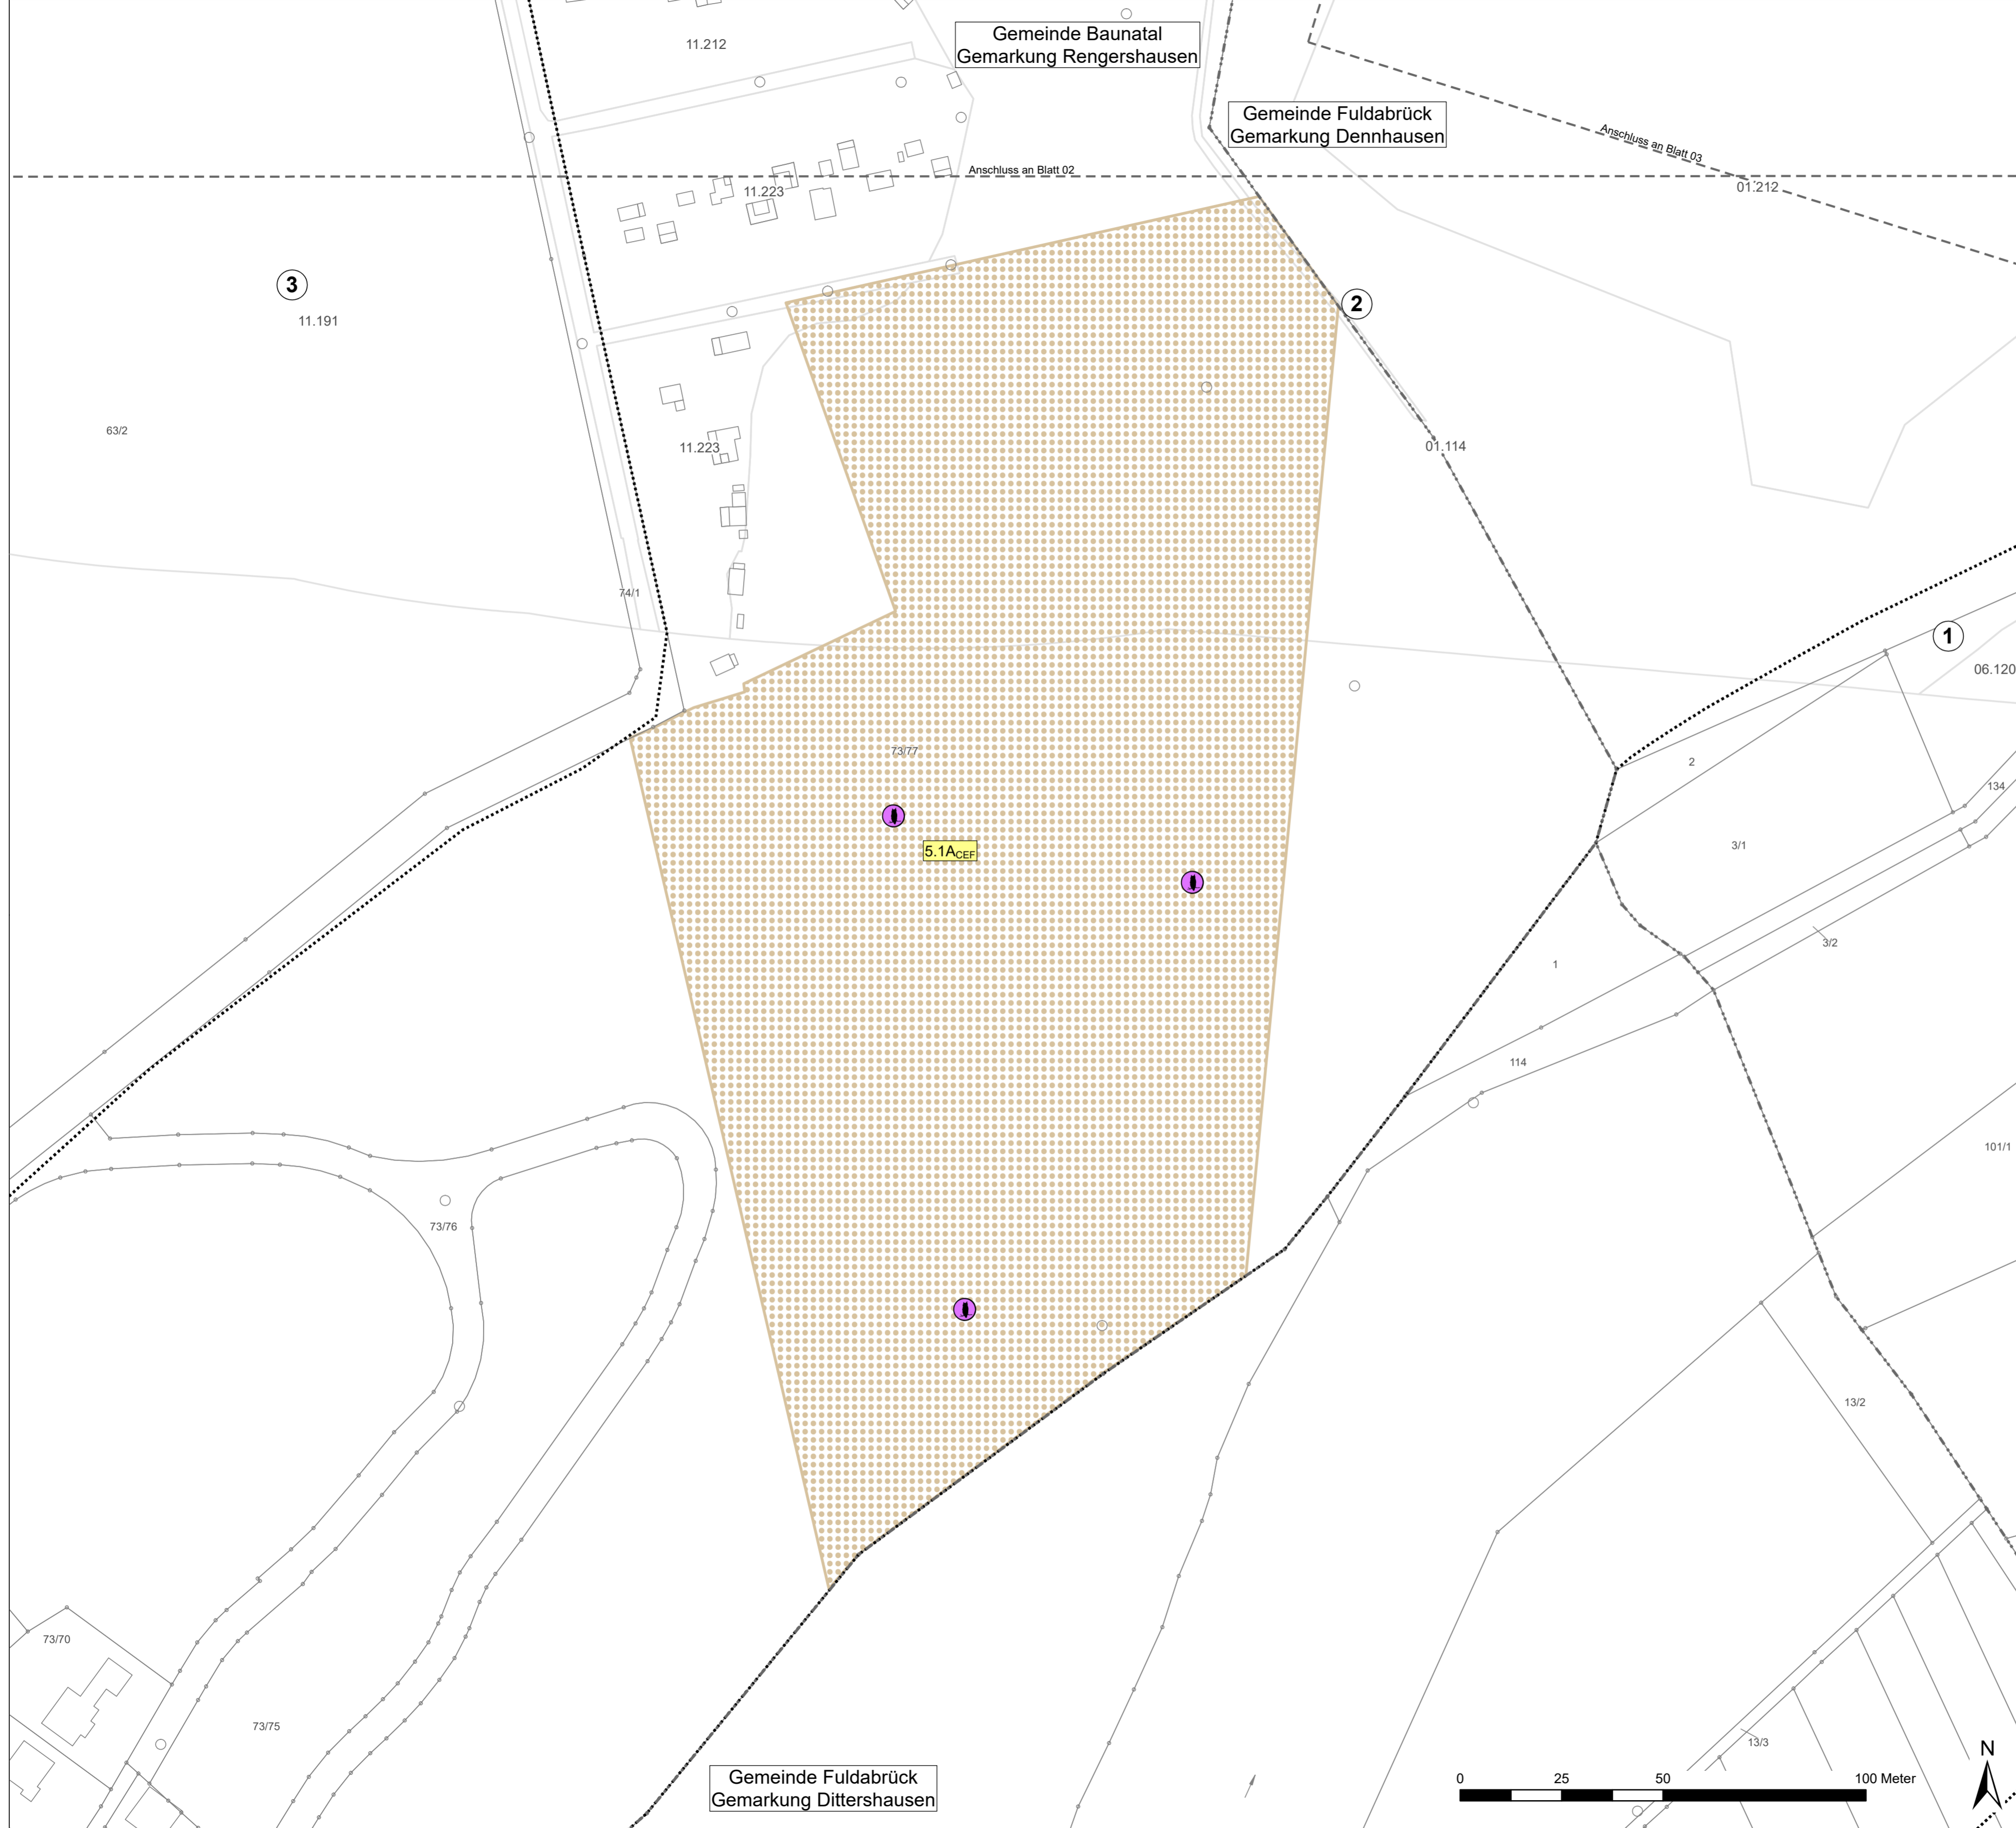 11.212
Gemeinde Baunatal
Gemarkung Rengershausen
Gemeinde Fuldabrück
Gemarkung Dennhausen
Anschluss an Blatt 03
Anschluss an Blatt 02
01.212
11.223
3
2
11.191
63/2
11.223
01.114
74/1
1
06.120
73/77
2
134
5.1ACEF
3/1
3/2
1
114
101/1
73/76
13/2
73/70
73/75
13/3
Gemeinde Fuldabrück
Gemarkung Dittershausen
0 25 50 100 Meter
N